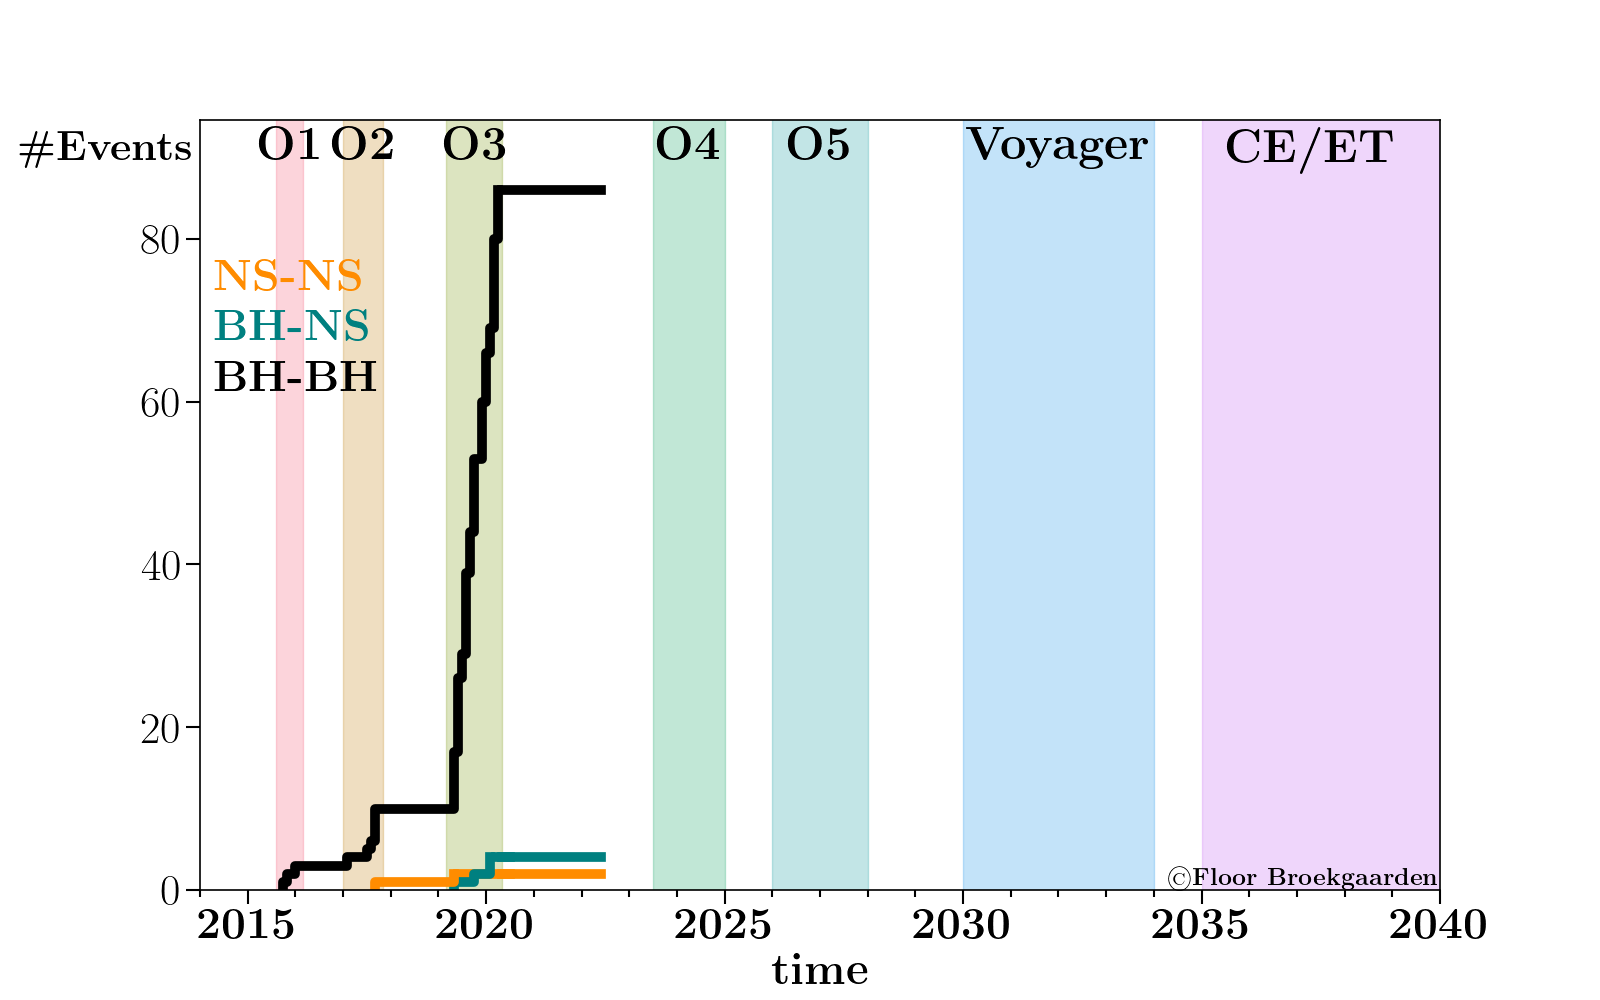 #Events O1 O2 O3 O4 O5 Voyager CE/ET
80
NS-NS
BH-NS
BH-BH
60
40
20
0
©Floor Broekgaarden
2015 2020 2025 2030 2035 2040
time